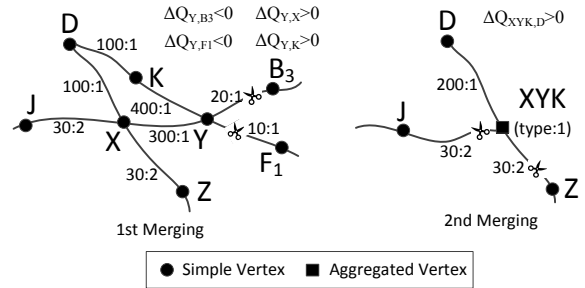 ΔQY,B3<0 ΔQY,X>0
ΔQY,F1<0 ΔQY,K>0
ΔQXYK,D>0
D
D
100:1
K
B3
100:1
20:1
200:1
XYK
J
400:1
J
(type:1)
30:2
X
300:1
Y
10:1
30:2
F1
30:2
30:2
Z
Z
1st Merging
2nd Merging
Simple Vertex
Aggregated Vertex